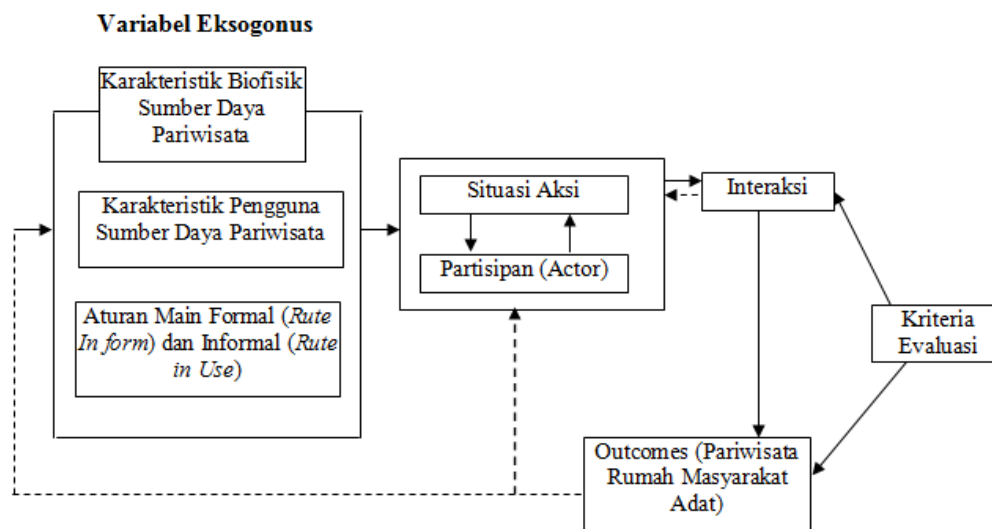 Variabel Eksogonus
Karakteristik Biofisik
Sumber Daya
Pariwisata
Karakteristik Pengguna
Sumber Daya Pariwisata
Aturan Main Formal (Rute
In form) dan Informal (Rute
in Use)
Situasi Aksi
Partisipan (Actor)
Interaksi
Kriteria
Evaluasi
Outcomes (Pariwisata
Rumah Masyarakat
Adat)